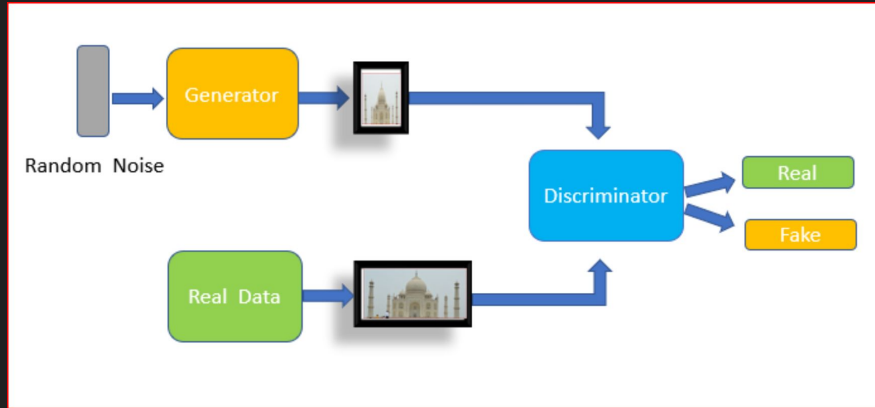 Generator
Random Noise
Discriminator
Real
Fake
Real Data